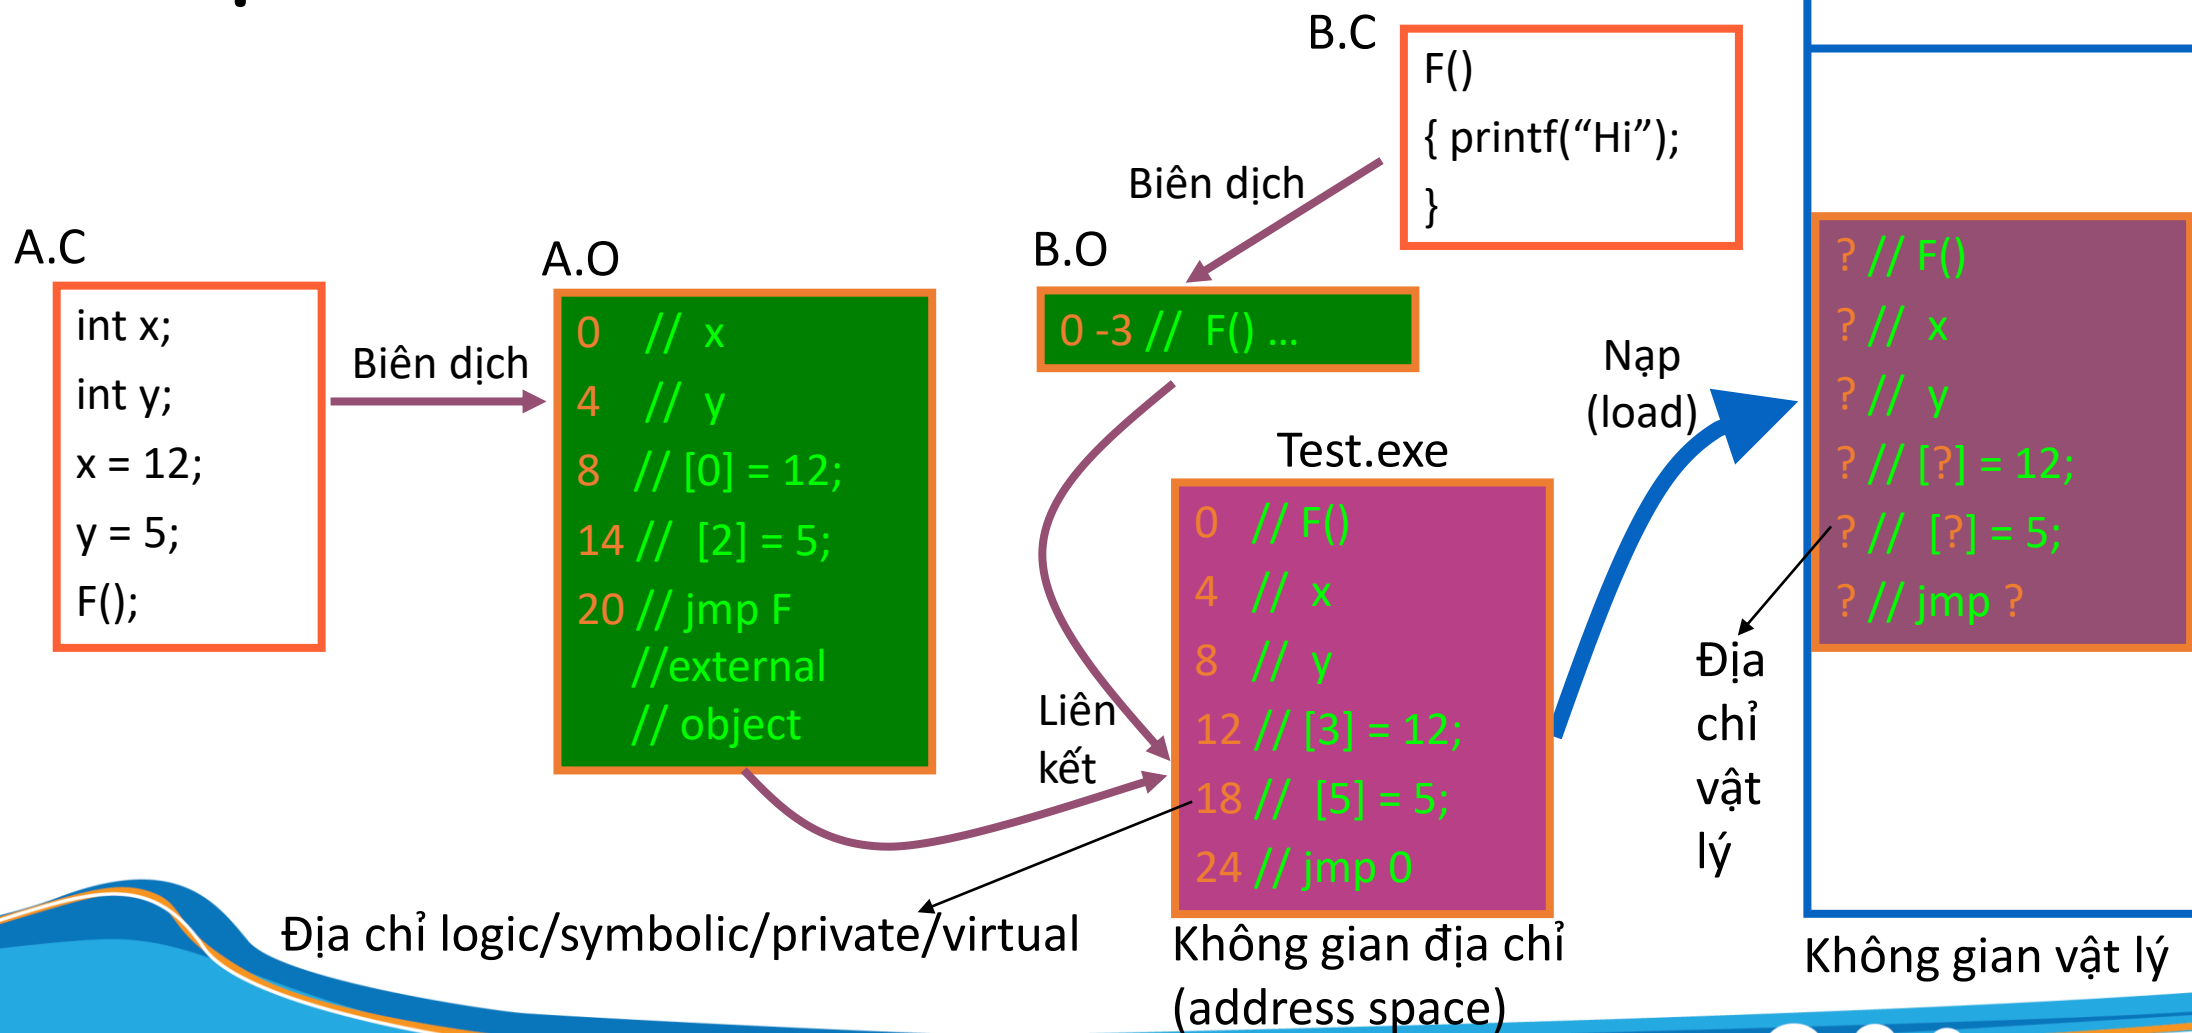 A.C
int x;
int y;
x = 12;
y = 5;
F();
Biên dịch
A.O
0 // x
4 // y
8 // [0] = 12;
14 // [2] = 5;
20 // jmp F
//external
// object
B.C
F()
{ printf(“Hi”);
}
Biên dịch
B.O
0 -3 // F() ...
Liên
kết
Test.exe
0 // F()
4 // x
8 // y
12 // [3] = 12;
18 // [5] = 5;
24 // jmp 0
Địa chỉ logic/symbolic/private/virtual
Không gian địa chỉ
(address space)
Nạp
(load)
? // F()
? // x
? // y
? // [?] = 12;
? // [?] = 5;
? // jmp ?
Địa
chỉ
vật
lý
Không gian vật lý